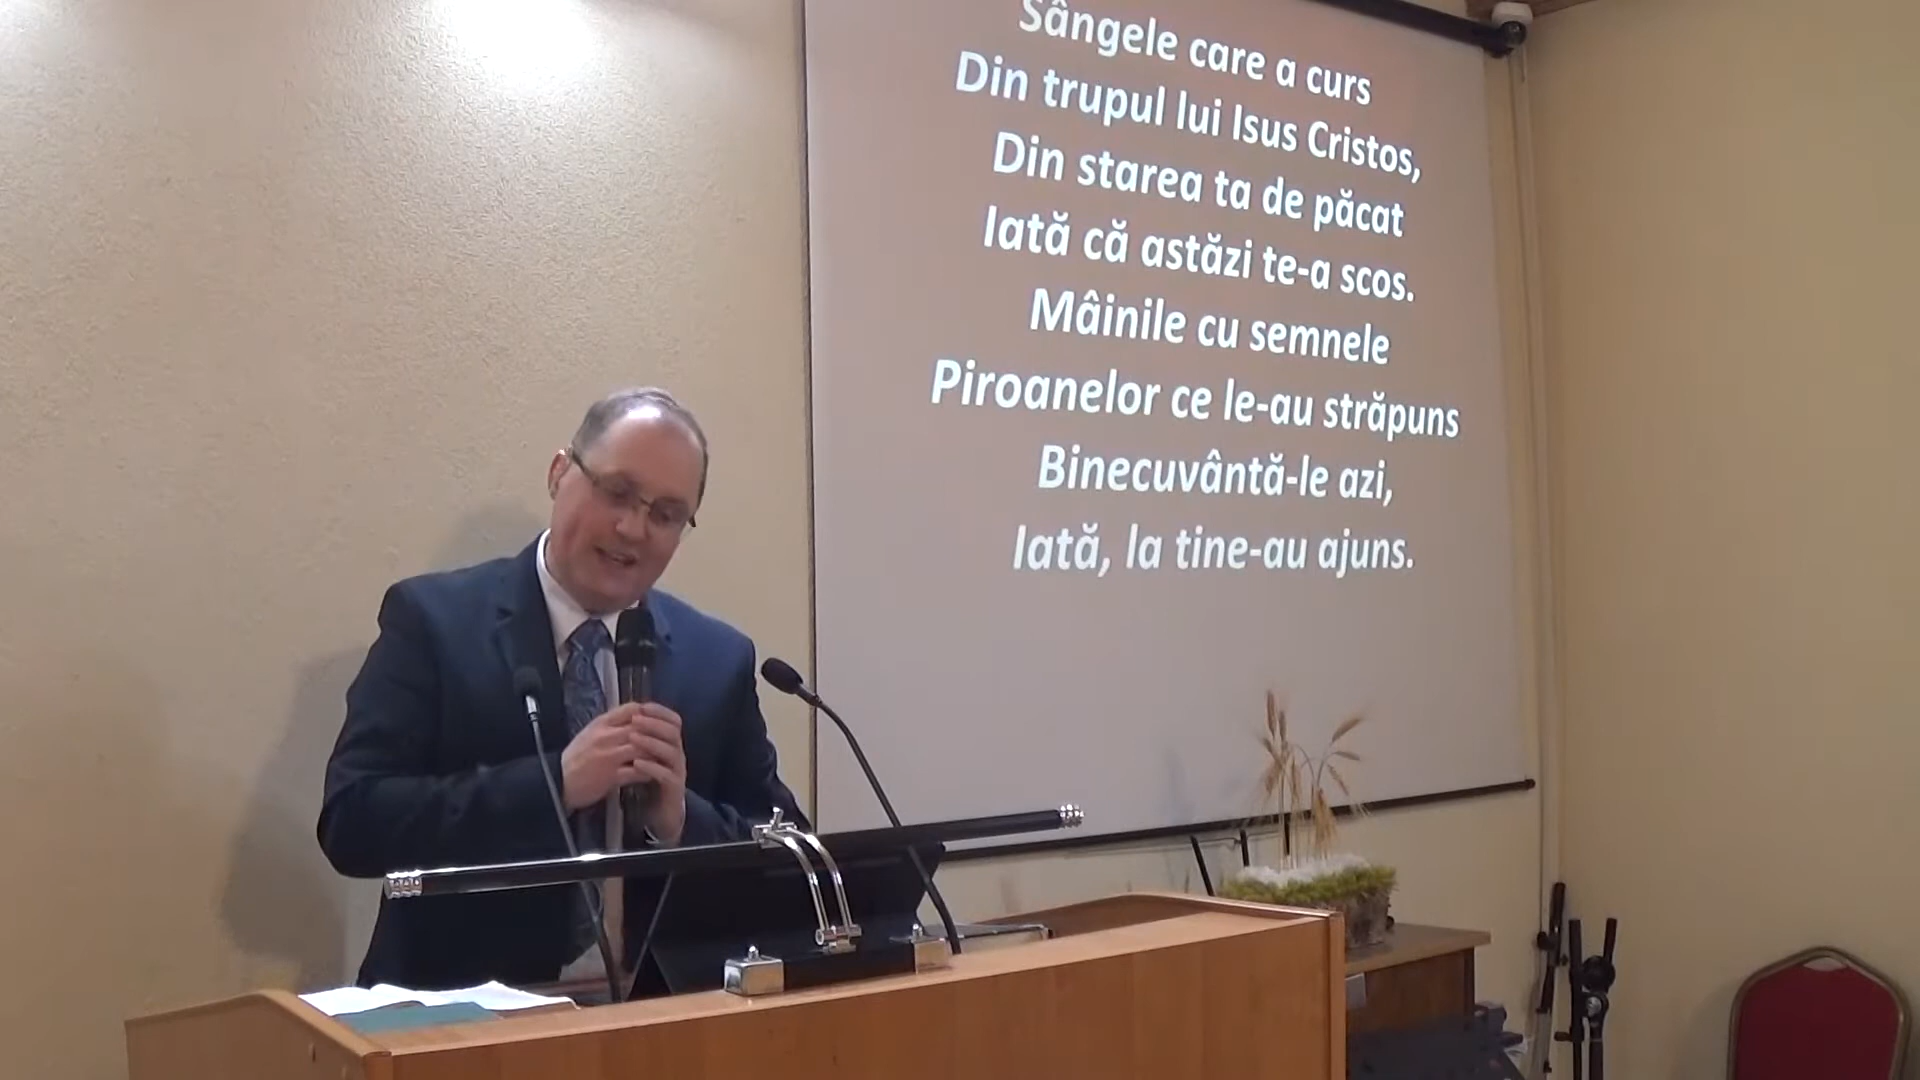 Sângele care a curs
Din trupul lui Isus Cristos,
Din starea ta de păcat
Iată că astăzi te-a scos.
Mâinile cu semnele
Piroanelor ce le-au străpuns
Binecuvântă-le azi,
Iată, la tine-au ajuns.